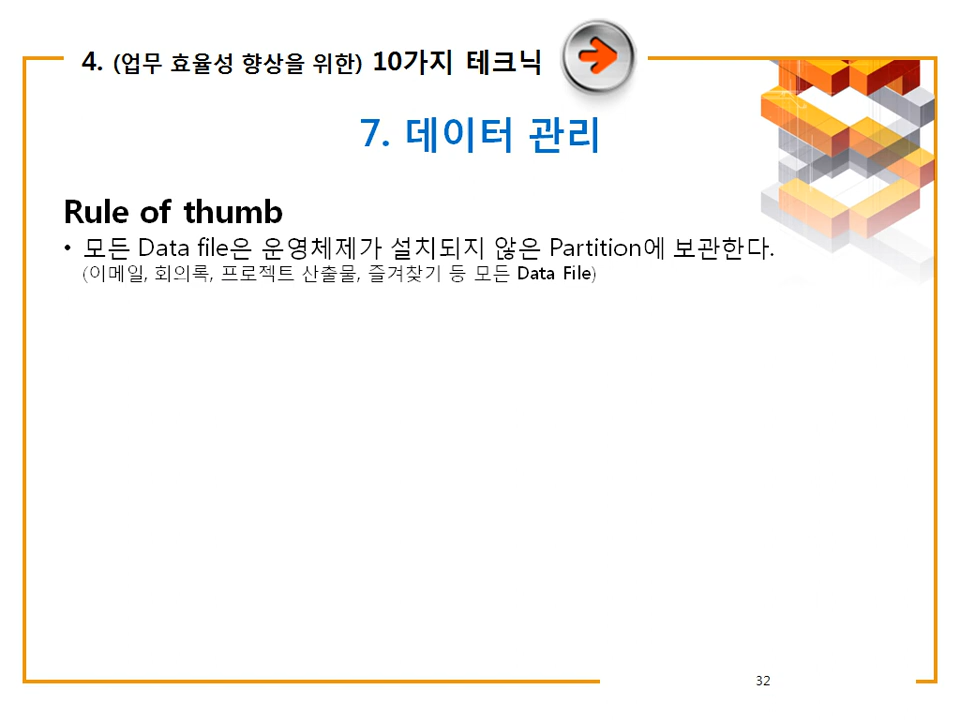 4. (업무 효율성 향상을 위한) 10가지 테크닉
7. 데이터 관리
Rule of thumb
• 모든 Data file은 운영체제가 설치되지 않은 Partition에 보관한다.
(이메일, 회의록, 프로젝트 산출물, 즐겨찾기 등 모든 Data File)
32